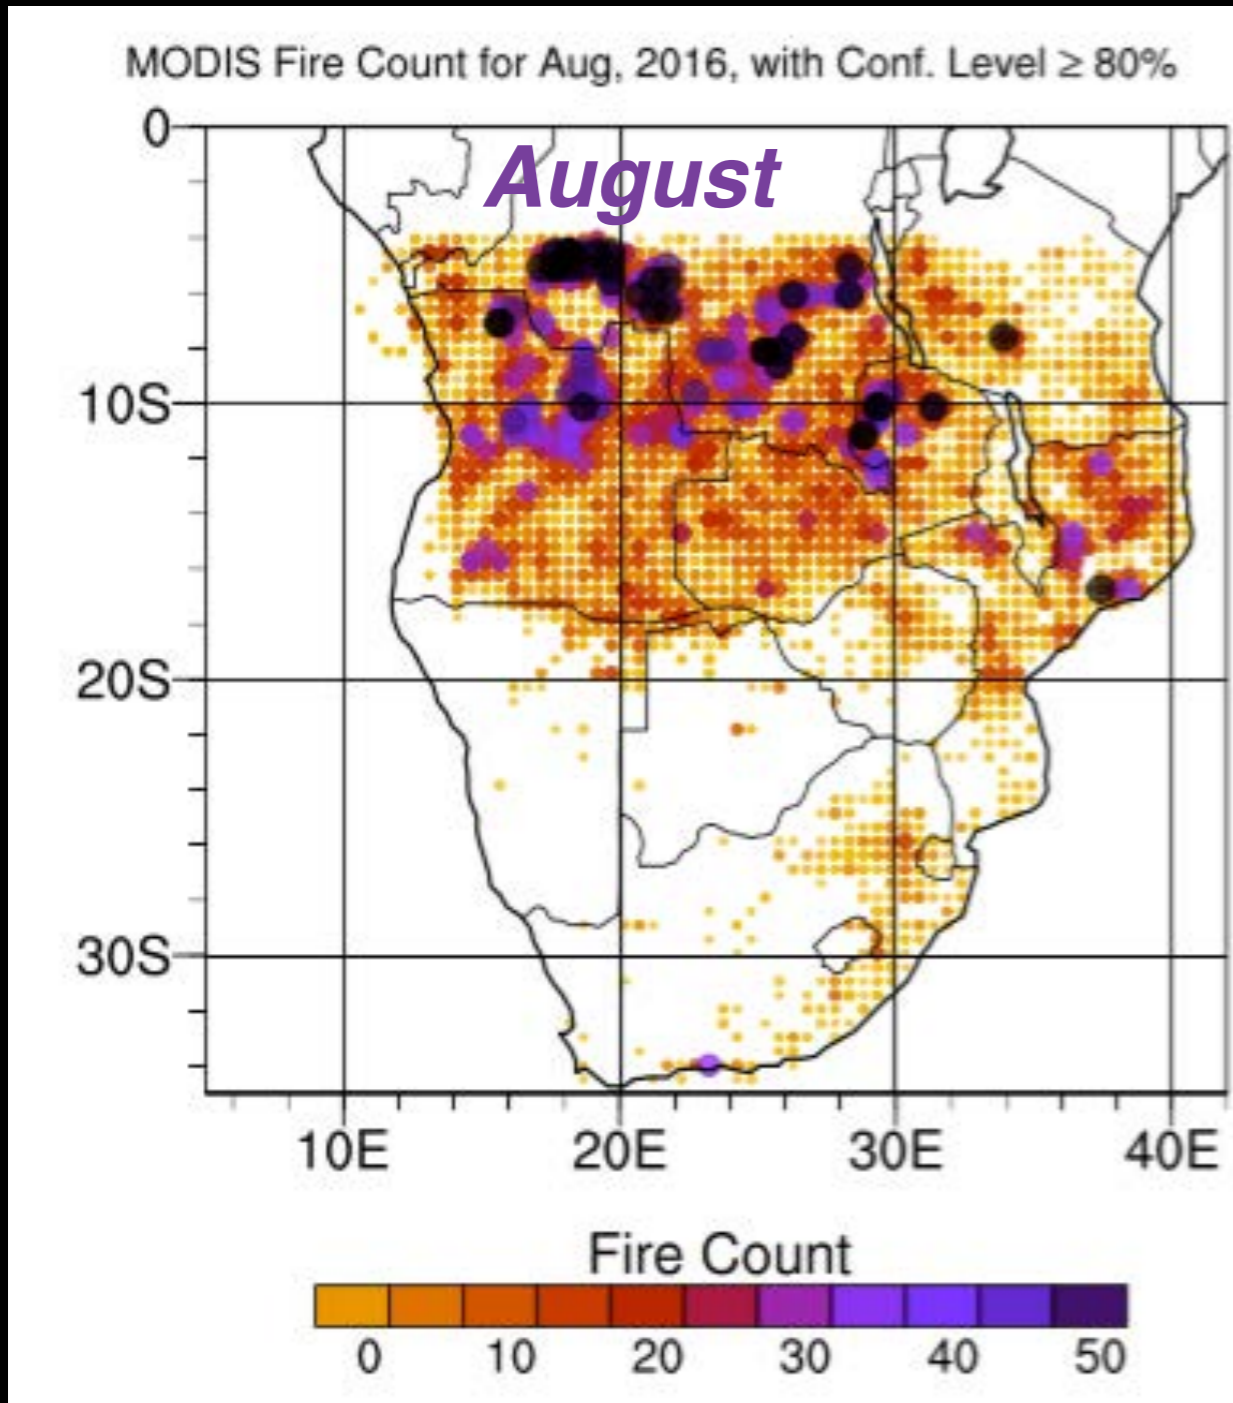 MODIS Fire Count for Aug, 2016, with Conf. Level ≥ 80%
August
0
10S
20S
30S
10E 20E 30E 40E
Fire Count
0 10 20 30 40 50